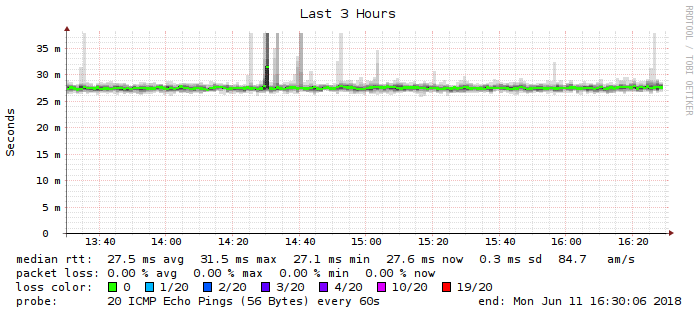 Last 3 Hours
RRDTOOL / TOBI OETIKER
Seconds
35 m
30 m
25 m
20 m
15 m
10 m
5 m
0
13:40 14:00 14:20 14:40 15:00 15:20 15:40 16:00 16:20
median rtt: 27.5 ms avg 31.5 ms max 27.1 ms min 27.6 ms now 0.3 ms sd 84.7 am/s
packet loss: 0.00 % avg 0.00 % max 0.00 % min 0.00 % now
loss color: 0 1/20 2/20 3/20 4/20 10/20 19/20
probe: 20 ICMP Echo Pings (56 Bytes) every 60s end: Mon Jun 11 16:30:06 2018